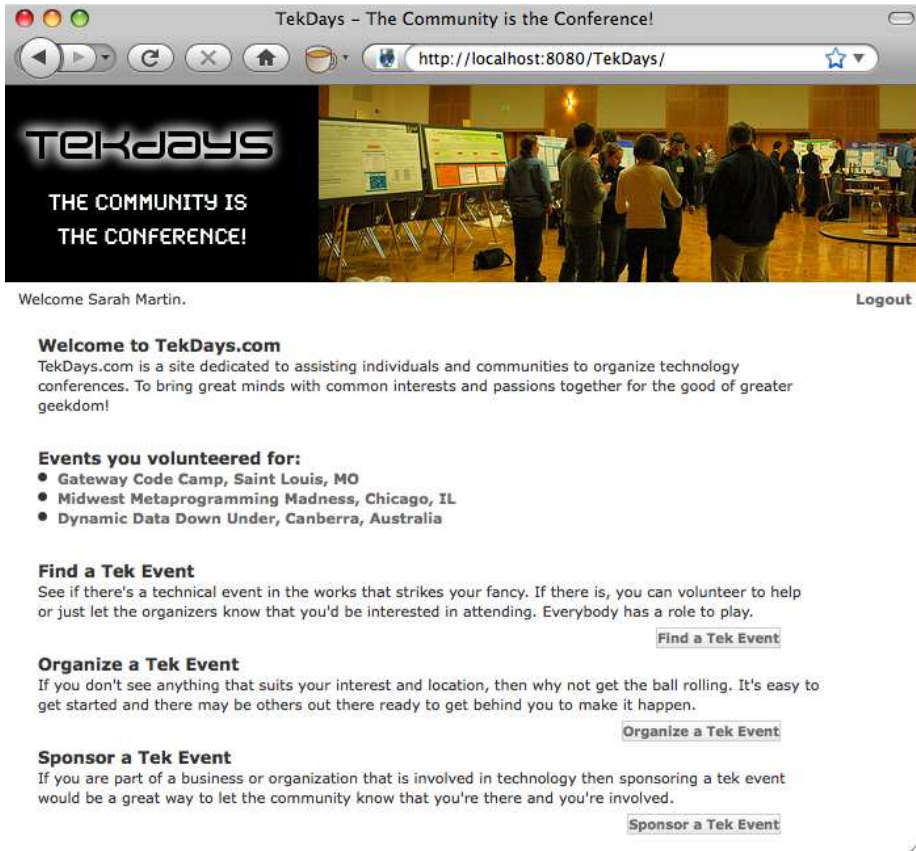 TekDays – The Community is the Conference!
http://localhost:8080/TekDays/
TEKDAYS
THE COMMUNITY IS
THE CONFERENCE!
Welcome Sarah Martin.
Logout
Welcome to TekDays.com
TekDays.com is a site dedicated to assisting individuals and communities to organize technology
conferences. To bring great minds with common interests and passions together for the good of greater
geekdom!
Events you volunteered for:
• Gateway Code Camp, Saint Louis, MO
• Midwest Metaprogramming Madness, Chicago, IL
• Dynamic Data Down Under, Canberra, Australia
Find a Tek Event
See if there's a technical event in the works that strikes your fancy. If there is, you can volunteer to help
or just let the organizers know that you'd be interested in attending. Everybody has a role to play.
Find a Tek Event
Organize a Tek Event
If you don't see anything that suits your interest and location, then why not get the ball rolling. It's easy to
get started and there may be others out there ready to get behind you to make it happen.
Organize a Tek Event
Sponsor a Tek Event
If you are part of a business or organization that is involved in technology then sponsoring a tek event
would be a great way to let the community know that you're there and you're involved.
Sponsor a Tek Event